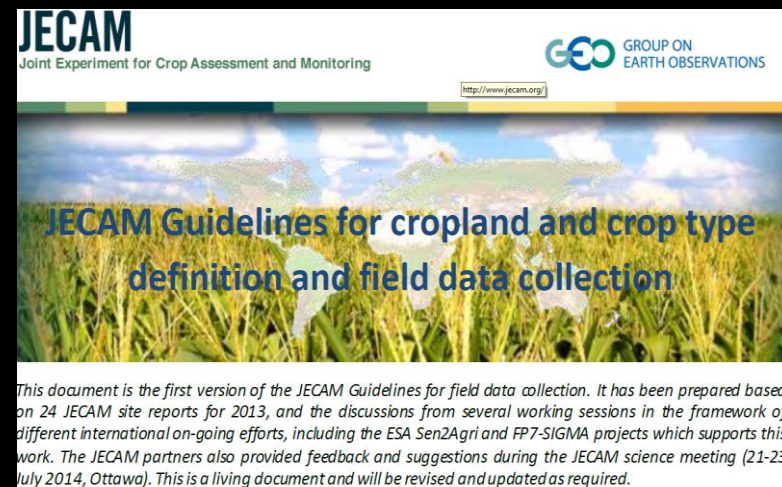 JECAM
Joint Experiment for Crop Assessment and Monitoring
GEO GROUP ON
EARTH OBSERVATIONS
http://www.jecam.org/
JECAM Guidelines for cropland and crop type
definition and field data collection
This document is the first version of the JECAM Guidelines for field data collection. It has been prepared based
on 24 JECAM site reports for 2013, and the discussions from several working sessions in the framework of
different international on-going efforts, including the ESA Sen2Agri and FP7-SIGMA projects which supports this
work. The JECAM partners also provided feedback and suggestions during the JECAM science meeting (21-23
July 2014, Ottawa). This is a living document and will be revised and updated as required.